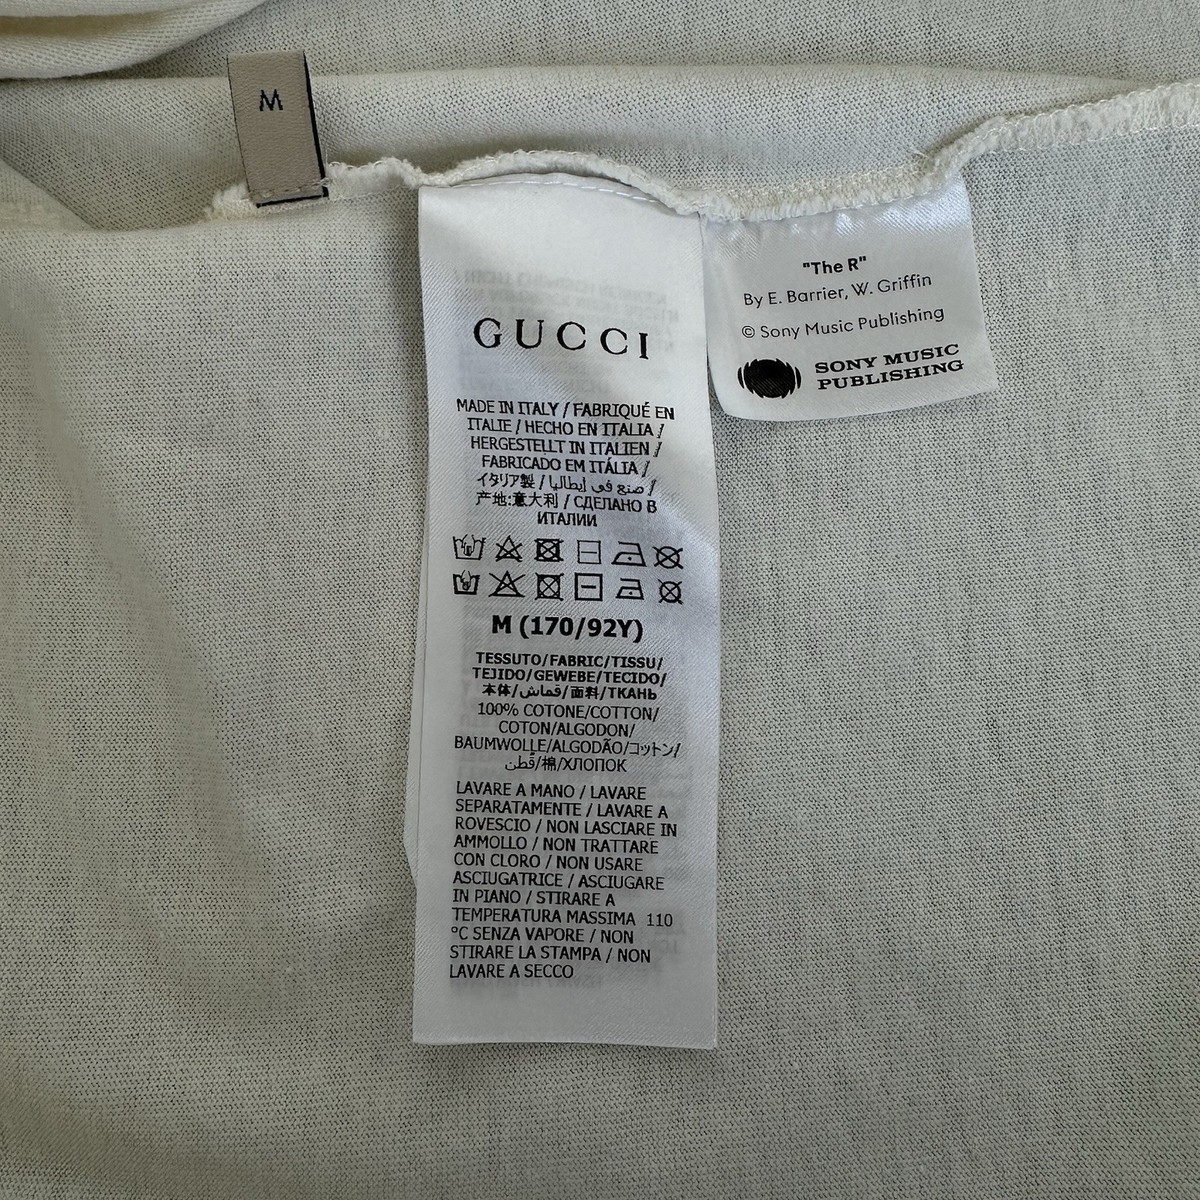 M
"The R"
By E. Barrier, W. Griffin
© Sony Music Publishing
SONY MUSIC
PUBLISHING
GUCCI
MADE IN ITALY / FABRIQUÉ EN
ITALIE / HECHO EN ITALIA /
HERGESTELLT IN ITALIEN /
FABRICADO EM ITÁLIA /
イタリア製 / صنع في إيطاليا /
产地:意大利 / СДЕЛАНО В
ИТАЛИИ
M (170/92Y)
TESSUTO/FABRIC/TISSU/
TEJIDO/GEWEBE/TECIDO/
本体/قماش/面料/ТКАНЬ
100% COTONE/COTTON/
COTON/ALGODON/
BAUMWOLLE/ALGODÃO/コットン/
قطن/棉/ХЛОПОК
LAVARE A MANO / LAVARE
SEPARATAMENTE / LAVARE A
ROVESCIO / NON LASCIARE IN
AMMOLLO / NON TRATTARE
CON CLORO / NON USARE
ASCIUGATRICE / ASCIUGARE
IN PIANO / STIRARE A
TEMPERATURA MASSIMA 110
°C SENZA VAPORE / NON
STIRARE LA STAMPA / NON
LAVARE A SECCO